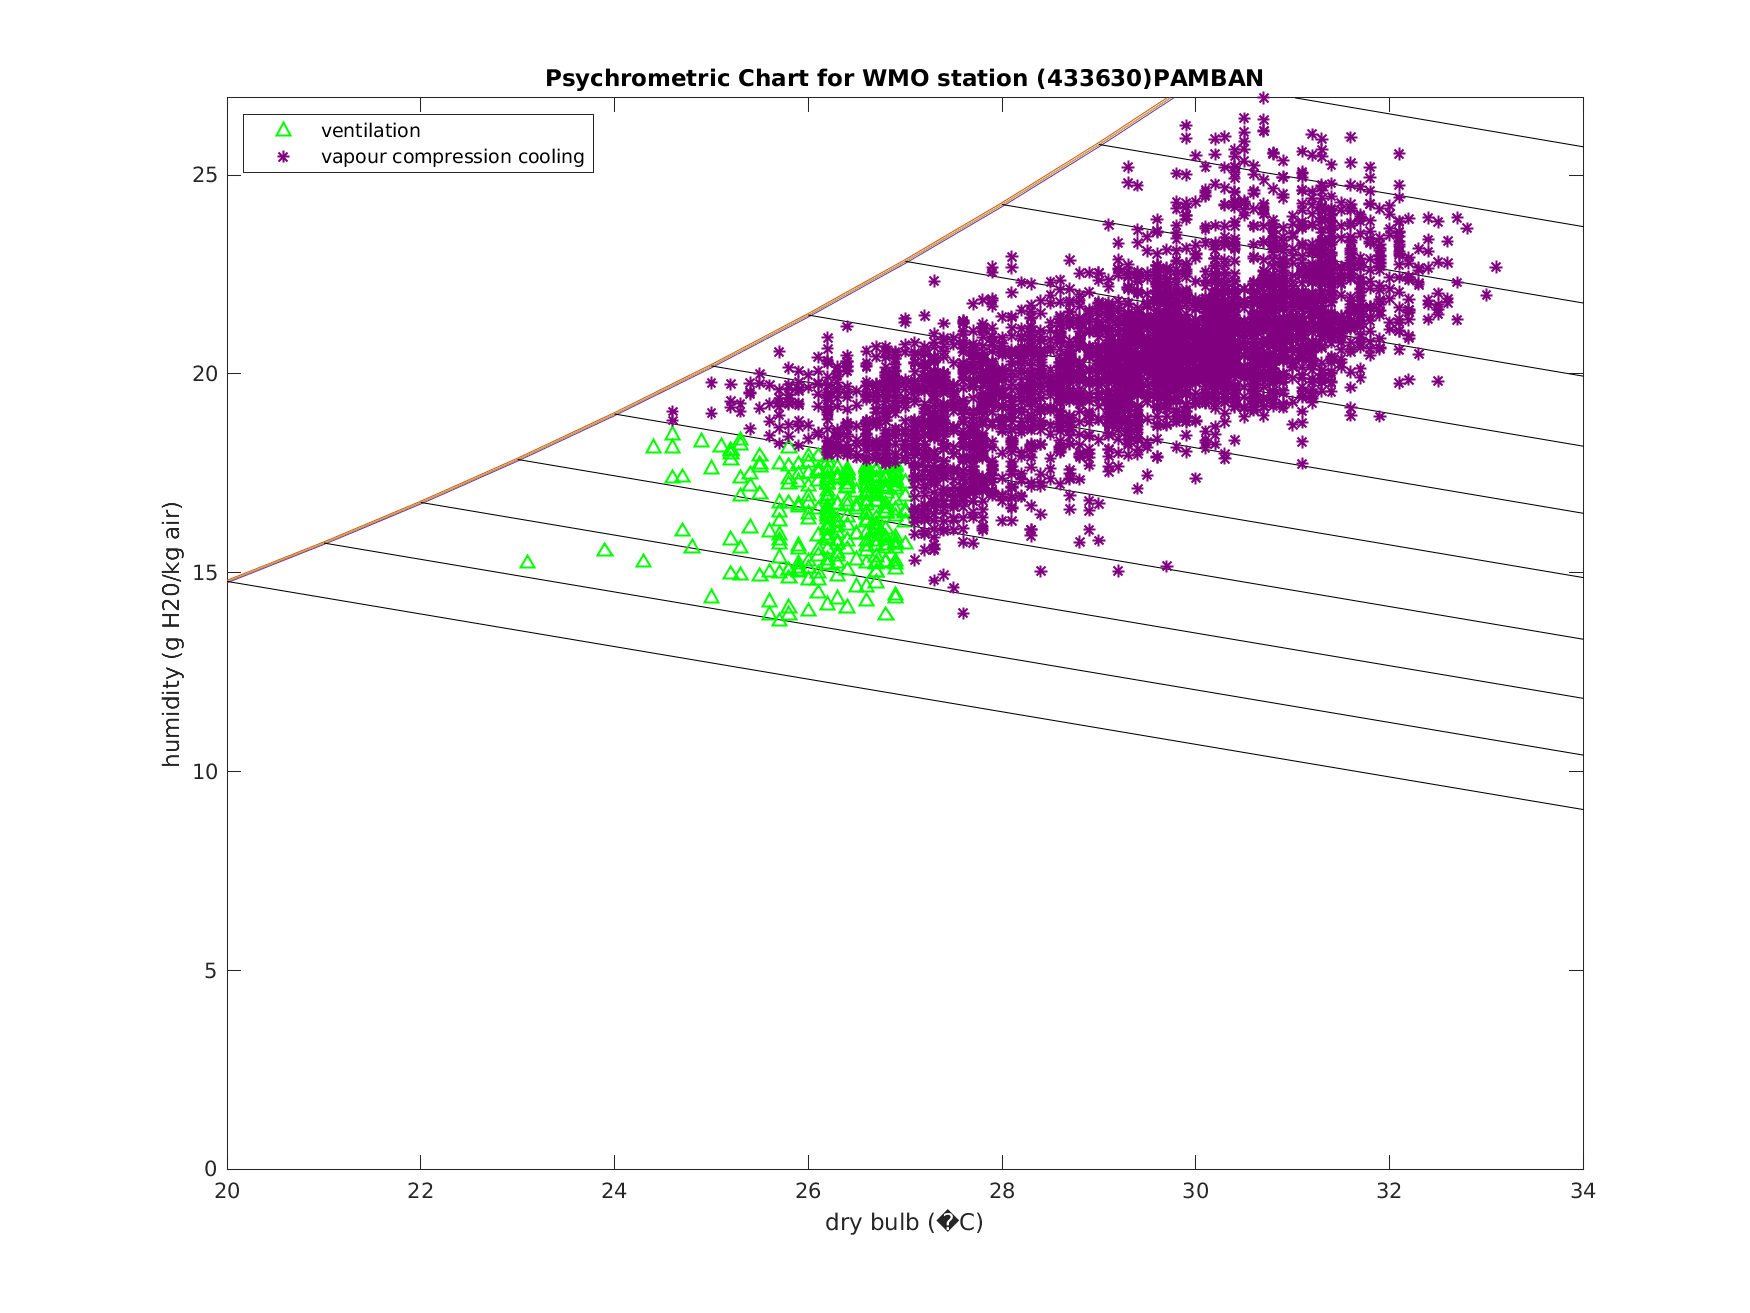 Psychrometric Chart for WMO station (433630)PAMBAN
ventilation
vapour compression cooling
25
20
15
10
5
0
humidity (g H20/kg air)
20 22 24 26 28 30 32 34
dry bulb (�C)